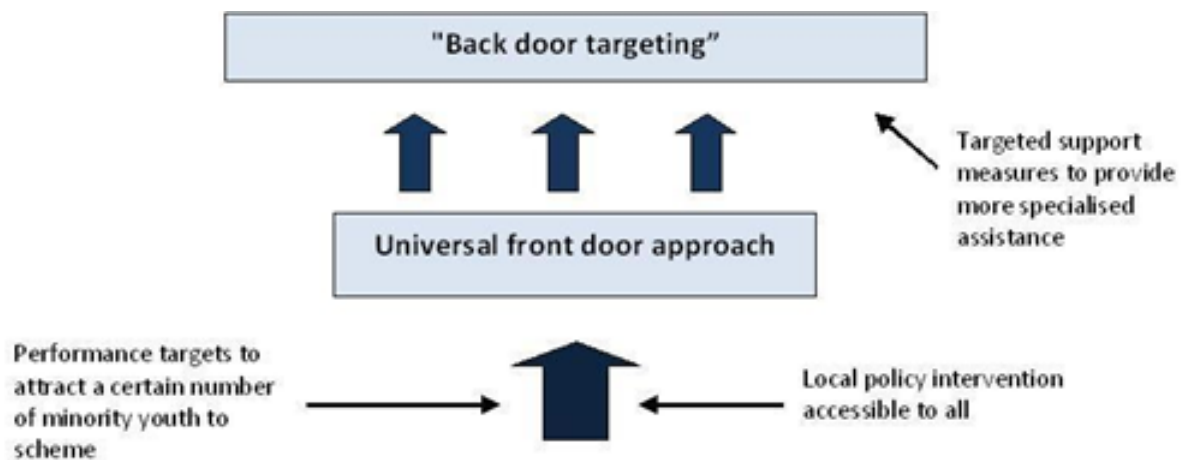 "Back door targeting”
Targeted support
measures to provide
more specialised
assistance
Universal front door approach
Performance targets to
attract a certain number
of minority youth to
scheme
Local policy intervention
accessible to all